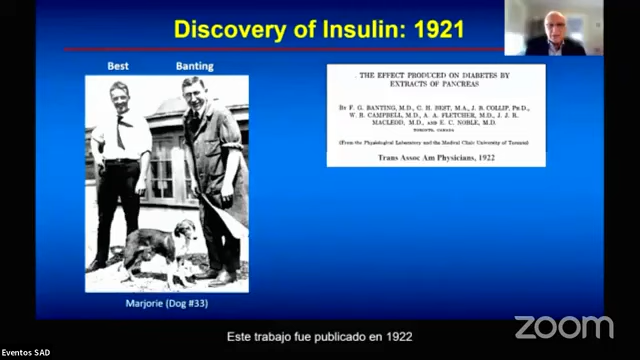 Discovery of Insulin: 1921
Best Banting
THE EFFECT PRODUCED ON DIABETES BY
EXTRACTS OF PANCREAS
By F. G. BANTING, M.D., C. H. BEST, M.A., J. B. COLLIP, Ph.D.,
W. R. CAMPBELL, M.D., A. A. FLETCHER, M.D., J. J. R.
MACLEOD, M.D., AND E. C. NOBLE, M.D.
TORONTO, CANADA
(From the Physiological Laboratory and the Medical Clinic University of Toronto)
Trans Assoc Am Physicians, 1922
Marjorie (Dog #33)
Este trabajo fue publicado en 1922
zoom
Eventos SAD